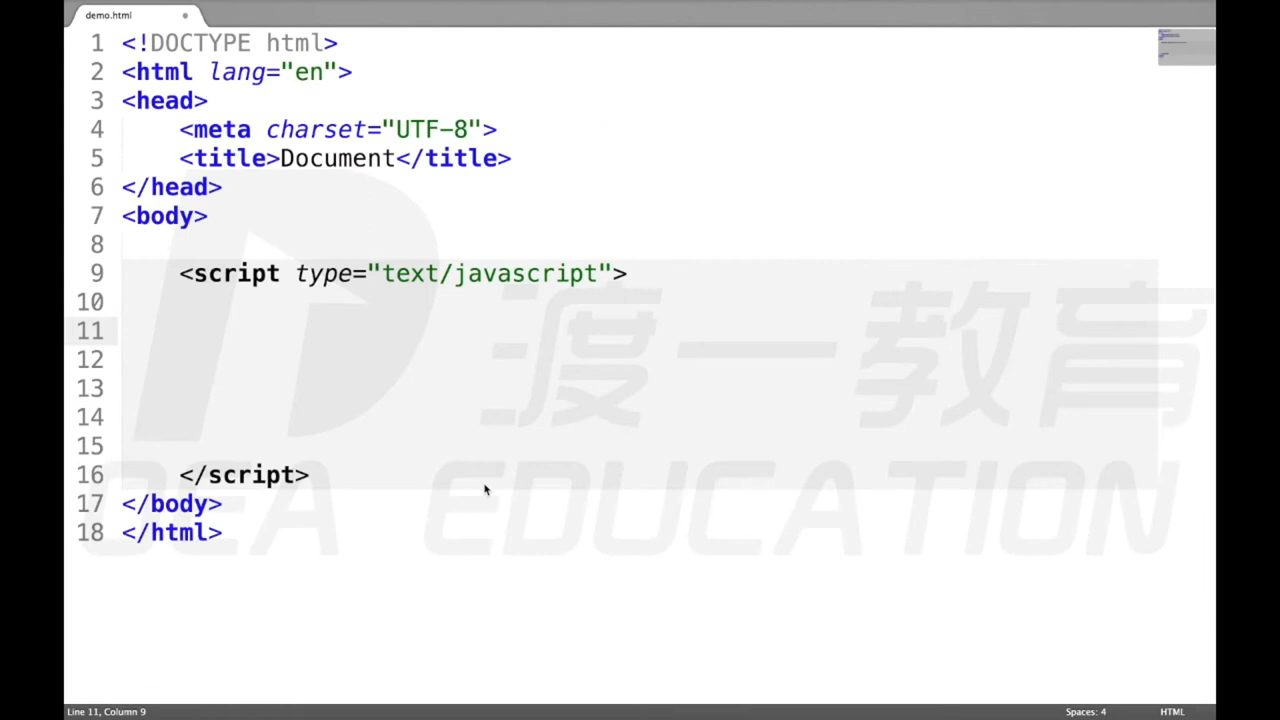 demo.html
1 <!DOCTYPE html>
2 <html lang="en">
3 <head>
4     <meta charset="UTF-8">
5     <title>Document</title>
6 </head>
7 <body>
8
9     <script type="text/javascript">
10
11
12
13
14
15
16     </script>
17 </body>
18 </html>
渡一教育
EDUCATION
Line 11, Column 9
Spaces: 4
HTML